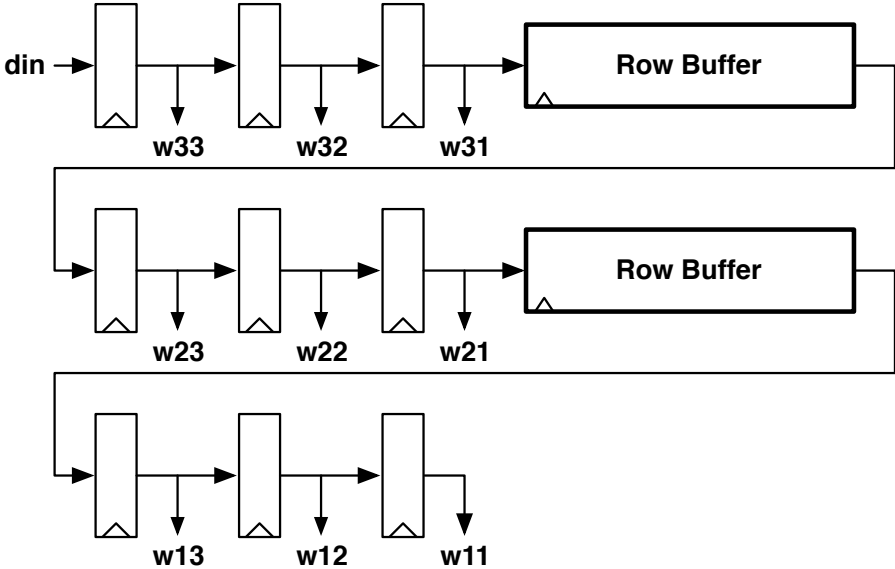 din Row Buffer
w33 w32 w31
Row Buffer
w23 w22 w21
w13 w12 w11